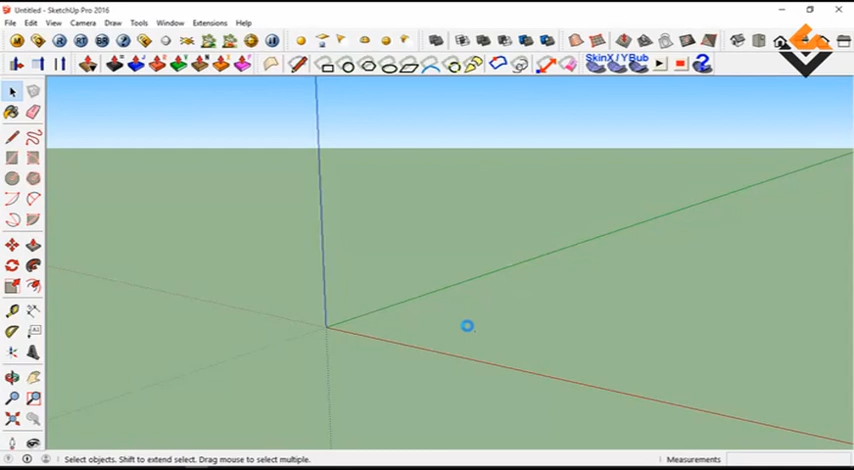 Untitled - SketchUp Pro 2016
File Edit View Camera Draw Tools Window Extensions Help
SkinX / YBub
Select objects. Shift to extend select. Drag mouse to select multiple.
Measurements